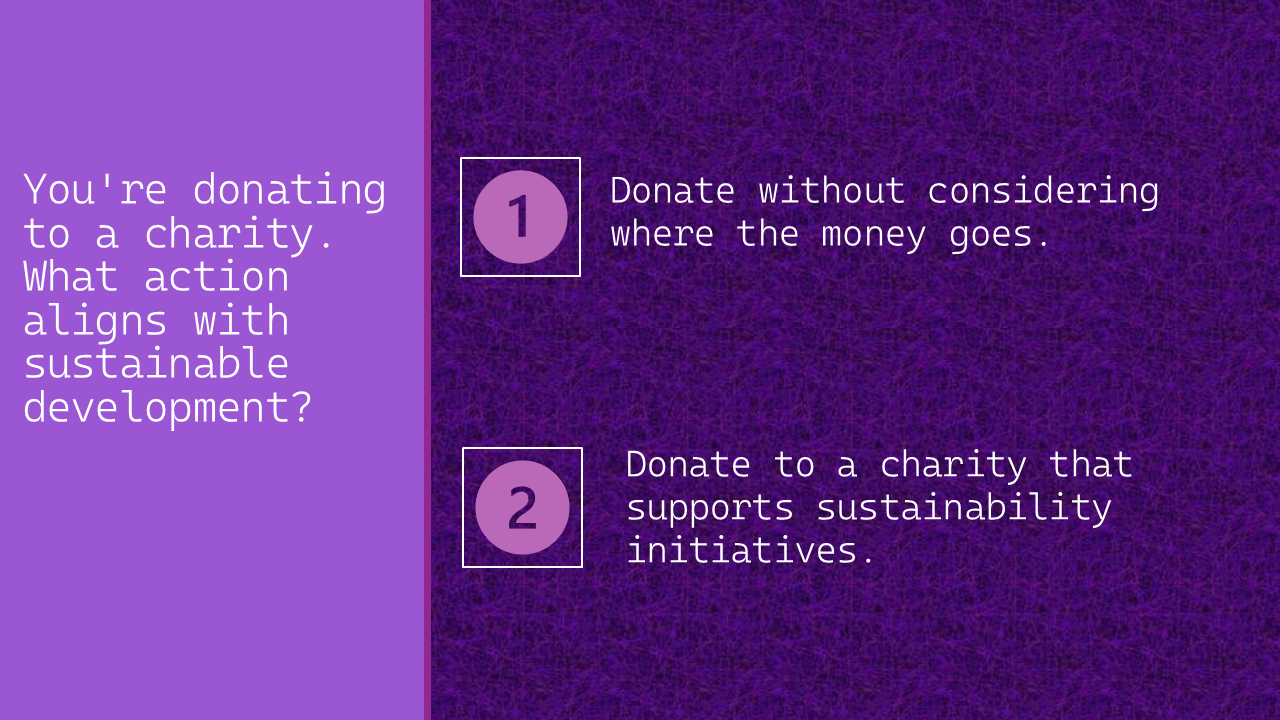 You're donating
to a charity.
What action
aligns with
sustainable
development?
1
Donate without considering
where the money goes.
2
Donate to a charity that
supports sustainability
initiatives.